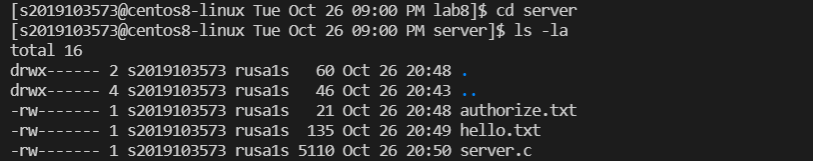 [s2019103573@centos8-linux Tue Oct 26 09:00 PM lab8]$ cd server
[s2019103573@centos8-linux Tue Oct 26 09:00 PM server]$ ls -la
total 16
drwx------ 2 s2019103573 rusa1s   60 Oct 26 20:48 .
drwx------ 4 s2019103573 rusa1s   46 Oct 26 20:43 ..
-rw------- 1 s2019103573 rusa1s   21 Oct 26 20:48 authorize.txt
-rw------- 1 s2019103573 rusa1s  135 Oct 26 20:49 hello.txt
-rw------- 1 s2019103573 rusa1s 5110 Oct 26 20:50 server.c